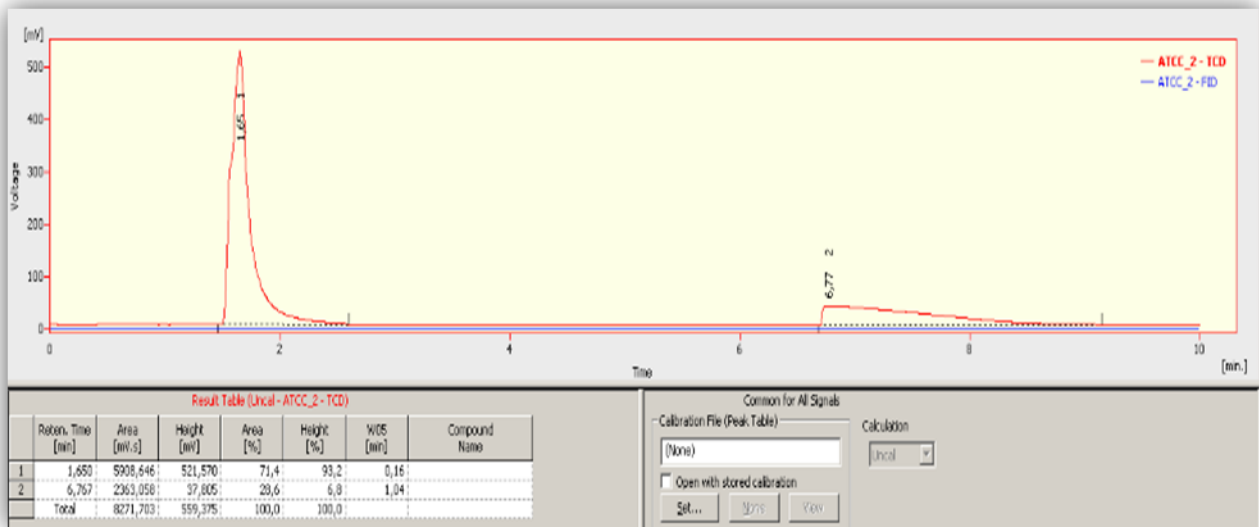 [mV]
500
400
300
200
100
0
Voltage
1,65 1
6,77 2
ATCC_2 - TCD
ATCC_2 - FID
0 2 4 6 8 10
Time
[min.]
Result Table (Uncal - ATCC_2 - TCD)
Reten. Time [min] Area [mV.s] Height [mV] Area [%] Height [%] W05 [min] Compound Name
1 1,650 5908,646 521,570 71,4 93,2 0,16
2 6,767 2363,058 37,805 28,6 6,8 1,04
Total 8271,703 559,375 100,0 100,0
Common for All Signals
Calibration File (Peak Table)
(None)
Open with stored calibration
Set... None View
Calculation
Uncal